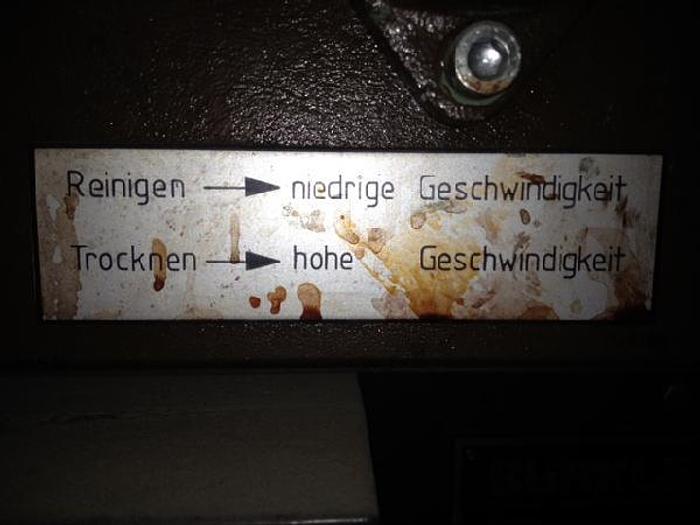 Reinigen → niedrige Geschwindigkeit
Trocknen → hohe Geschwindigkeit